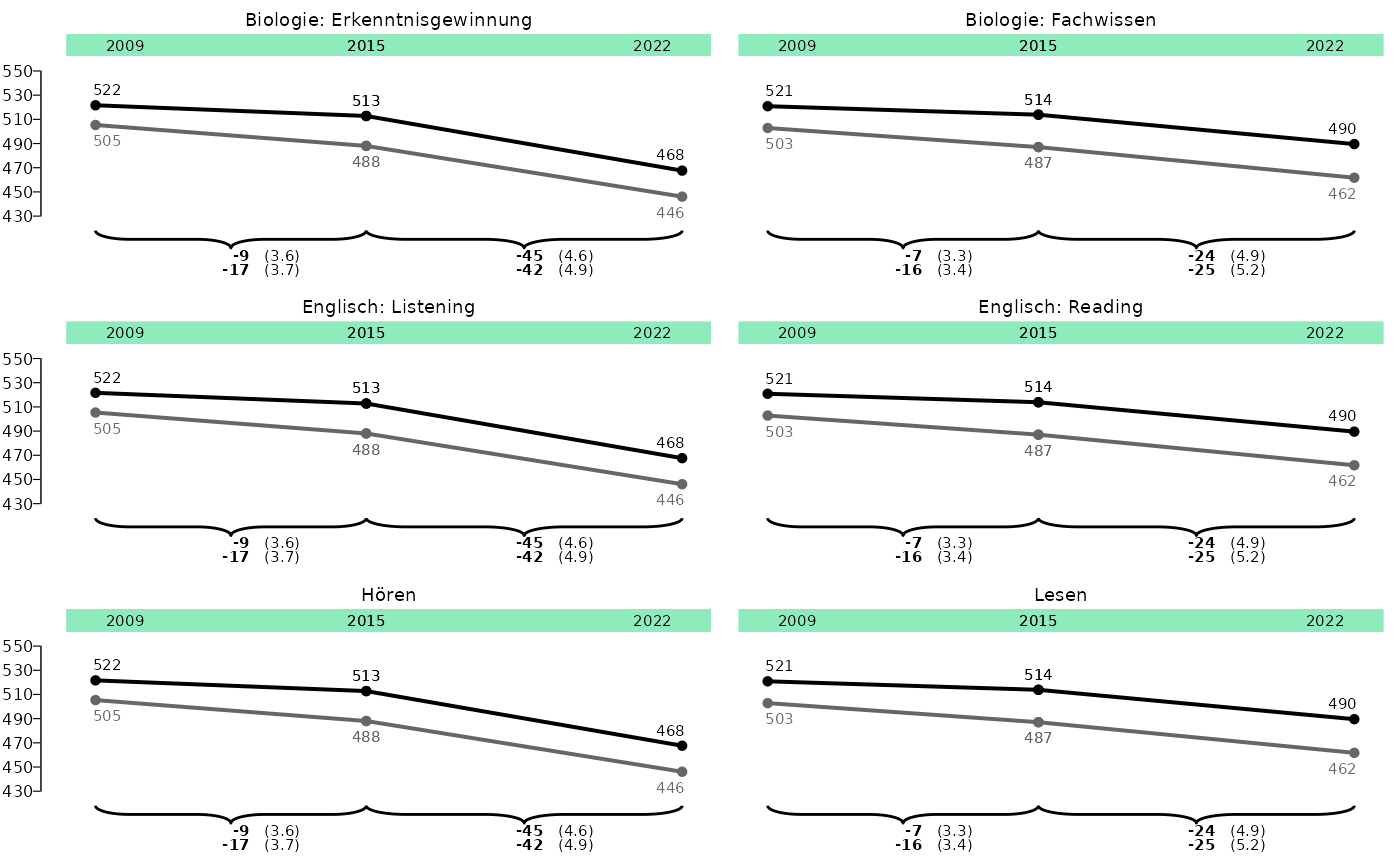 Biologie: Erkenntnisgewinnung
2009 2015 2022
550
530
510
490
470
450
430
522 513 468
505 488 446
-9 (3.6) -45 (4.6)
-17 (3.7) -42 (4.9)
Biologie: Fachwissen
2009 2015 2022
521 514 490
503 487 462
-7 (3.3) -24 (4.9)
-16 (3.4) -25 (5.2)
Englisch: Listening
2009 2015 2022
550
530
510
490
470
450
430
522 513 468
505 488 446
-9 (3.6) -45 (4.6)
-17 (3.7) -42 (4.9)
Englisch: Reading
2009 2015 2022
521 514 490
503 487 462
-7 (3.3) -24 (4.9)
-16 (3.4) -25 (5.2)
Hören
2009 2015 2022
550
530
510
490
470
450
430
522 513 468
505 488 446
-9 (3.6) -45 (4.6)
-17 (3.7) -42 (4.9)
Lesen
2009 2015 2022
521 514 490
503 487 462
-7 (3.3) -24 (4.9)
-16 (3.4) -25 (5.2)